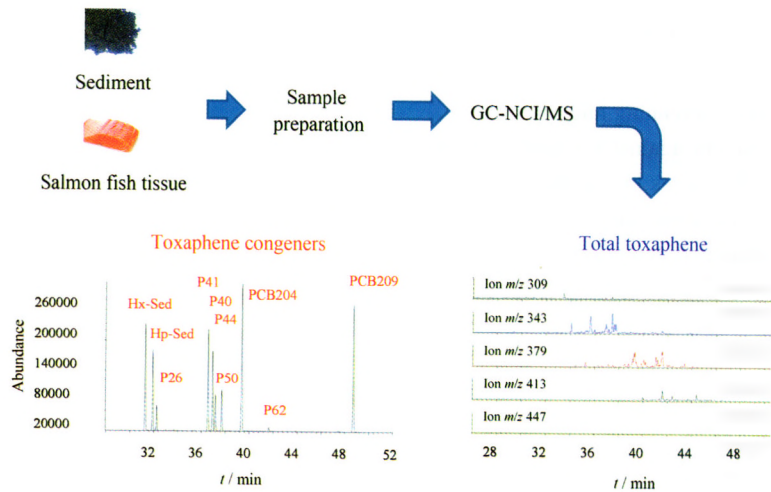 Sediment
Sample
preparation
GC-NCI/MS
Salmon fish tissue
Toxaphene congeners
Total toxaphene
P41
PCB204
PCB209
Hx-Sed
P40
Hp-Sed
P44
P26
P50
P62
Abundance
260000
200000
140000
80000
20000
32
36
40
44
48
52
t / min
Ion m/z 309
Ion m/z 343
Ion m/z 379
Ion m/z 413
Ion m/z 447
28
32
36
40
44
48
t / min